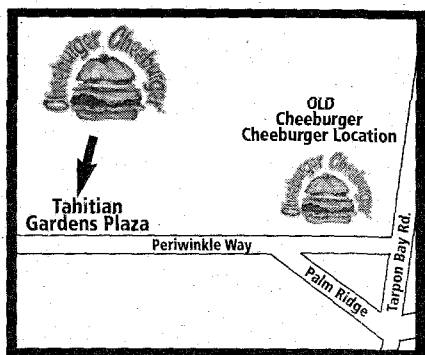 Cheeburger Cheeburger
OLD
Cheeburger
Cheeburger Location
Cheeburger Cheeburger
Tahitian
Gardens Plaza
Periwinkle Way
Palm Ridge
Tarpon Bay Rd.